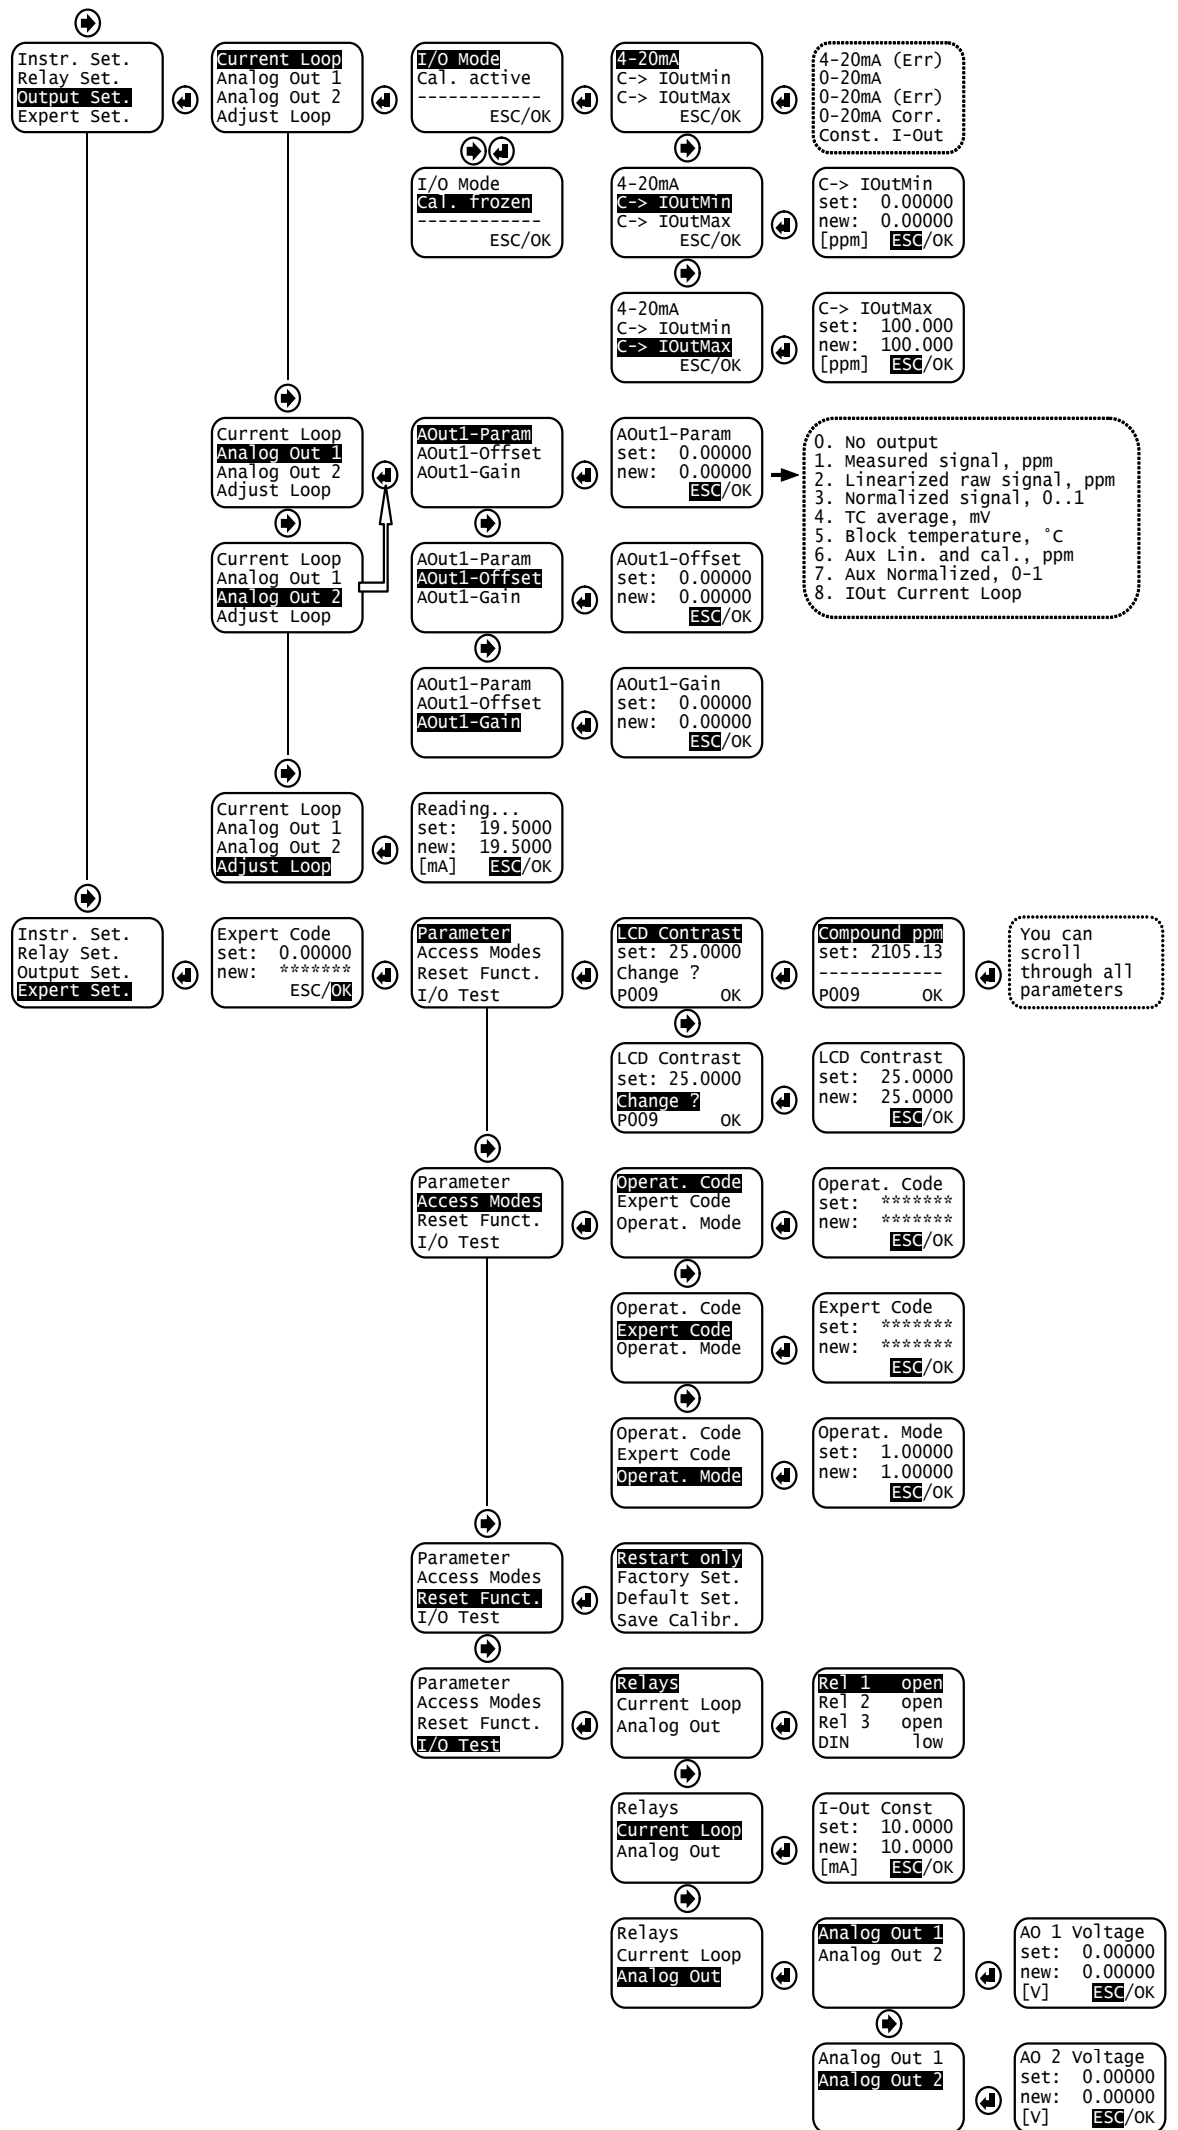 Instr. Set.
Relay Set.
Output Set.
Expert Set.
Current Loop
Analog Out 1
Analog Out 2
Adjust Loop
I/O Mode
Cal. active
------------
ESC/OK
4-20mA
C-> IOutMin
C-> IOutMax
ESC/OK
4-20mA (Err)
0-20mA
0-20mA (Err)
0-20mA Corr.
Const. I-Out
I/O Mode
Cal. frozen
------------
ESC/OK
4-20mA
C-> IOutMin
C-> IOutMax
ESC/OK
C-> IOutMin
set: 0.00000
new: 0.00000
[ppm] ESC/OK
4-20mA
C-> IOutMin
C-> IOutMax
ESC/OK
C-> IOutMax
set: 100.000
new: 100.000
[ppm] ESC/OK
Current Loop
Analog Out 1
Analog Out 2
Adjust Loop
AOut1-Param
AOut1-Offset
AOut1-Gain
AOut1-Param
set: 0.00000
new: 0.00000
ESC/OK
0. No output
1. Measured signal, ppm
2. Linearized raw signal, ppm
3. Normalized signal, 0..1
4. TC average, mV
5. Block temperature, °C
6. Aux Lin. and cal., ppm
7. Aux Normalized, 0-1
8. IOut Current Loop
Current Loop
Analog Out 1
Analog Out 2
Adjust Loop
AOut1-Param
AOut1-Offset
AOut1-Gain
AOut1-Offset
set: 0.00000
new: 0.00000
ESC/OK
AOut1-Param
AOut1-Offset
AOut1-Gain
AOut1-Gain
set: 0.00000
new: 0.00000
ESC/OK
Current Loop
Analog Out 1
Analog Out 2
Adjust Loop
Reading...
set: 19.5000
new: 19.5000
[mA] ESC/OK
Instr. Set.
Relay Set.
Output Set.
Expert Set.
Expert Code
set: 0.00000
new: *******
ESC/OK
Parameter
Access Modes
Reset Funct.
I/O Test
LCD Contrast
set: 25.0000
Change ?
P009 OK
Compound ppm
set: 2105.13
------------
P009 OK
You can
scroll
through all
parameters
LCD Contrast
set: 25.0000
Change ?
P009 OK
LCD Contrast
set: 25.0000
new: 25.0000
ESC/OK
Parameter
Access Modes
Reset Funct.
I/O Test
Operat. Code
Expert Code
Operat. Mode
Operat. Code
set: *******
new: *******
ESC/OK
Operat. Code
Expert Code
Operat. Mode
Expert Code
set: *******
new: *******
ESC/OK
Operat. Code
Expert Code
Operat. Mode
Operat. Mode
set: 1.00000
new: 1.00000
ESC/OK
Parameter
Access Modes
Reset Funct.
I/O Test
Restart only
Factory Set.
Default Set.
Save Calibr.
Parameter
Access Modes
Reset Funct.
I/O Test
Relays
Current Loop
Analog Out
Rel 1 open
Rel 2 open
Rel 3 open
DIN low
Relays
Current Loop
Analog Out
I-Out Const
set: 10.0000
new: 10.0000
[mA] ESC/OK
Relays
Current Loop
Analog Out
Analog Out 1
Analog Out 2
AO 1 Voltage
set: 0.00000
new: 0.00000
[V] ESC/OK
Analog Out 1
Analog Out 2
AO 2 Voltage
set: 0.00000
new: 0.00000
[V] ESC/OK